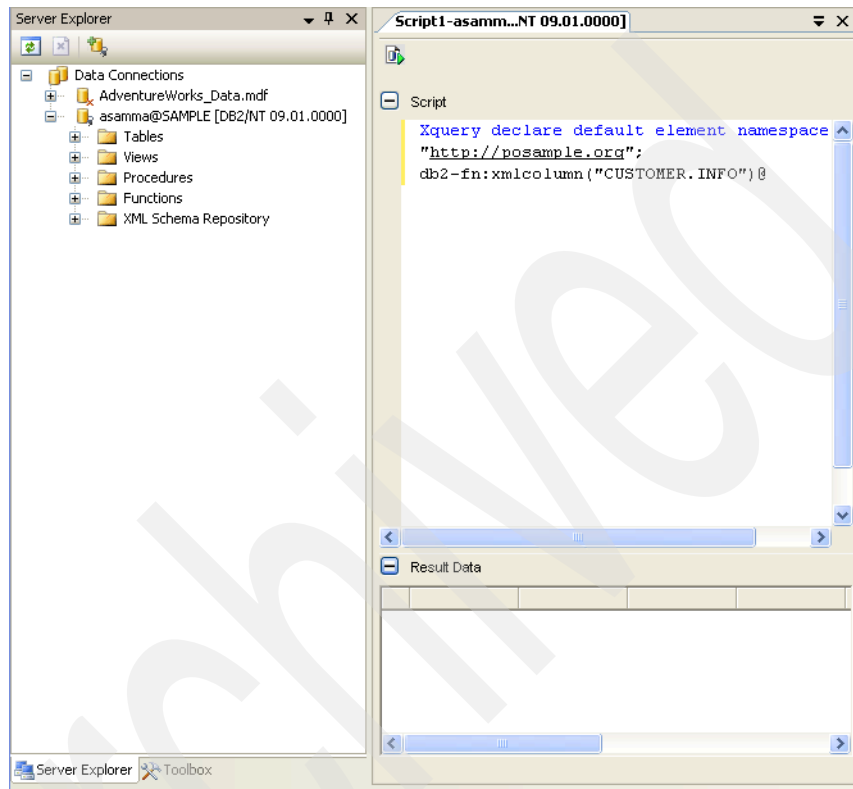 Server Explorer
Data Connections
AdventureWorks_Data.mdf
asamma@SAMPLE [DB2/NT 09.01.0000]
Tables
Views
Procedures
Functions
XML Schema Repository
Server Explorer
Toolbox
Script1-asamm...NT 09.01.0000]
Script
Xquery declare default element namespace
"http://posample.org";
db2-fn:xmlcolumn("CUSTOMER.INFO")@
Result Data
rchived